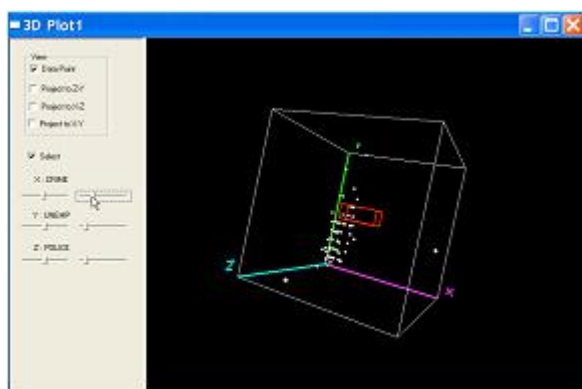 3D Plot1
View
Data Point
Project to Z-Y
Project to X-Z
Project to X-Y
Select
X : CRIME
Y : UNEMP
Z : POLICE
Y
Z
X